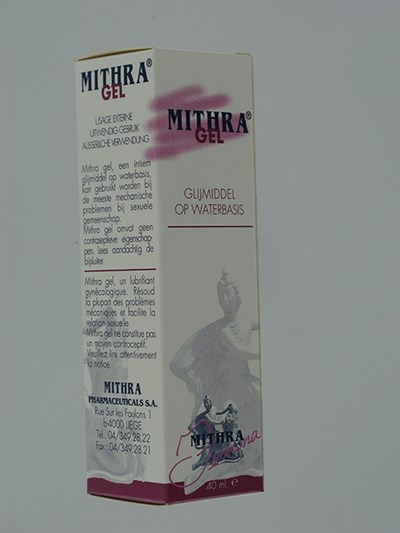 MITHRA®
GEL
USAGE EXTERNE
UITWENDIG GEBRUIK
AUSSERLICHE VERWENDUNG
Mithra gel, een intiem
glijmiddel op waterbasis,
kan gebruikt worden bij
de meeste mechanische
problemen bij sexuele
gemeenschap.
Mithra gel omvat geen
contraceptieve eigenschap
pen. Lees aandachtig de
bijsluiter
Mithra gel, un lubrifiant
gynécologique. Résoud
la plupart des problèmes
mécaniques et facilite la
relation sexuelle.
Mithra gel ne constitue pas
un moyen contraceptif.
Veuillez lire attentivement
la notice.
MITHRA
PHARMACEUTICALS S.A.
Rue Sur les Foulons 1
b-4000 LIEGE
Tél.: 04/349 28 22
Fax.: 04/349 28 21
MITHRA®
GEL
GLIJMIDDEL
OP WATERBASIS
MITHRA
40 ml. e